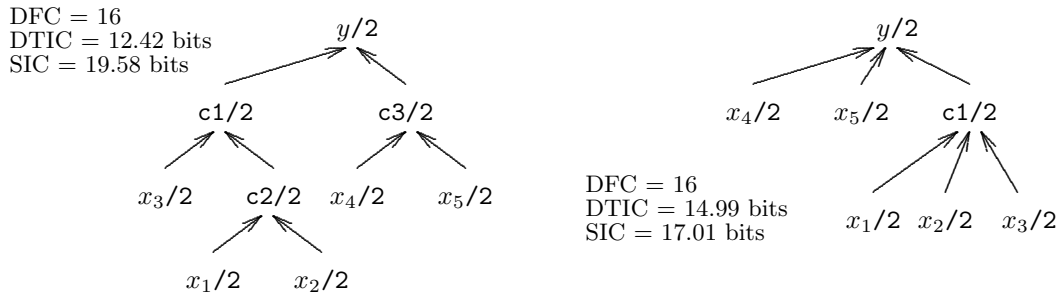 DFC = 16
DTIC = 12.42 bits
SIC = 19.58 bits
y/2
c1/2 c3/2
x₃/2 c2/2 x₄/2 x₅/2
x₁/2 x₂/2
y/2
x₄/2 x₅/2 c1/2
DFC = 16
DTIC = 14.99 bits
SIC = 17.01 bits
x₁/2 x₂/2 x₃/2